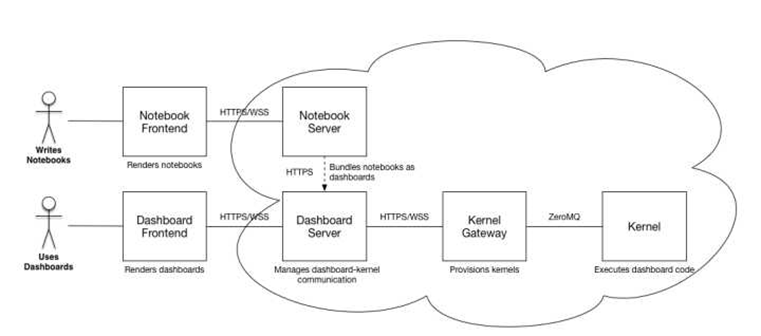 Notebook
Frontend
HTTPS/WSS
Notebook
Server
Writes
Notebooks
Renders notebooks
HTTPS
Bundles notebooks as
dashboards
Dashboard
Frontend
HTTPS/WSS
Dashboard
Server
HTTPS/WSS
Kernel
Gateway
ZeroMQ
Kernel
Uses
Dashboards
Renders dashboards
Manages dashboard-kernel
communication
Provisions kernels
Executes dashboard code